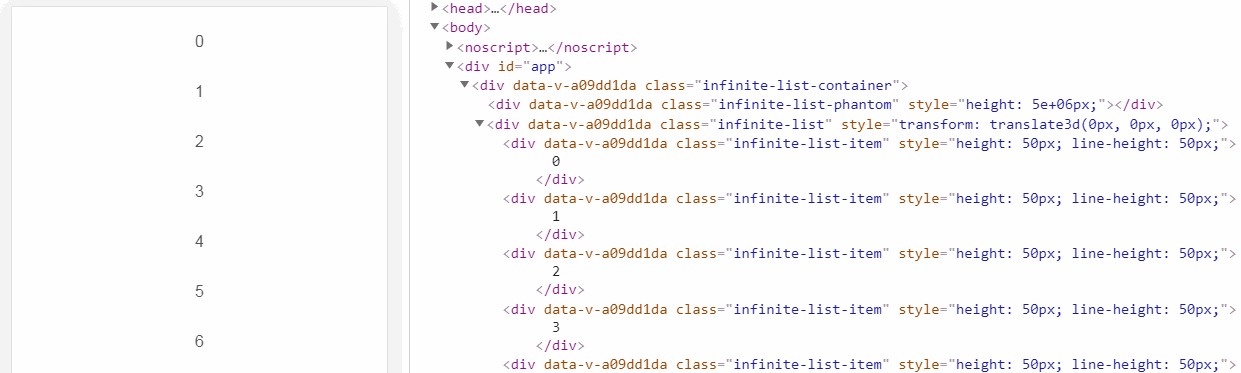 0
1
2
3
4
5
6
<head>…</head>
<body>
<noscript>…</noscript>
<div id="app">
<div data-v-a09dd1da class="infinite-list-container">
<div data-v-a09dd1da class="infinite-list-phantom" style="height: 5e+06px;"></div>
<div data-v-a09dd1da class="infinite-list" style="transform: translate3d(0px, 0px, 0px);">
<div data-v-a09dd1da class="infinite-list-item" style="height: 50px; line-height: 50px;">
0
</div>
<div data-v-a09dd1da class="infinite-list-item" style="height: 50px; line-height: 50px;">
1
</div>
<div data-v-a09dd1da class="infinite-list-item" style="height: 50px; line-height: 50px;">
2
</div>
<div data-v-a09dd1da class="infinite-list-item" style="height: 50px; line-height: 50px;">
3
</div>
<div data-v-a09dd1da class="infinite-list-item" style="height: 50px; line-height: 50px;">